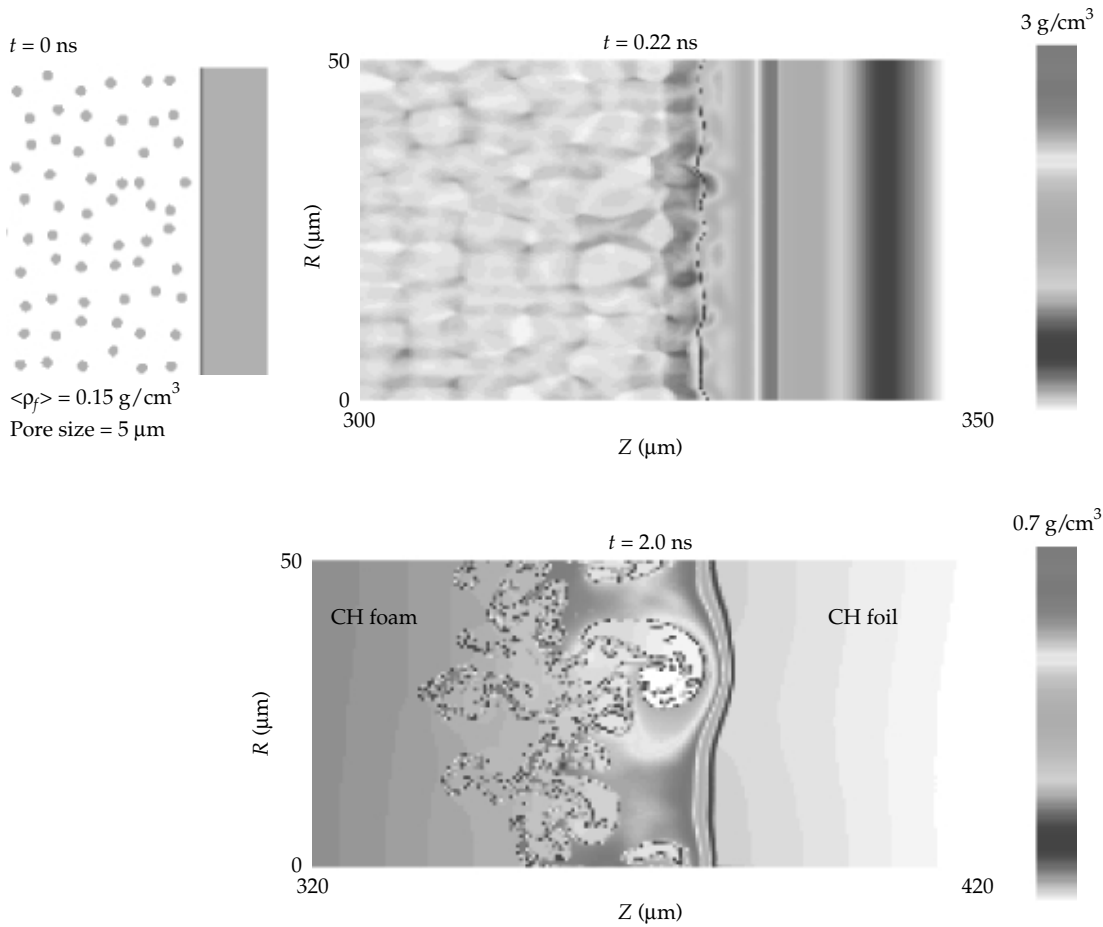 t = 0 ns
<ρf> = 0.15 g/cm³
Pore size = 5 μm
t = 0.22 ns
50
R (μm)
0
300
350
Z (μm)
3 g/cm³
t = 2.0 ns
50
CH foam
CH foil
R (μm)
0
320
420
Z (μm)
0.7 g/cm³